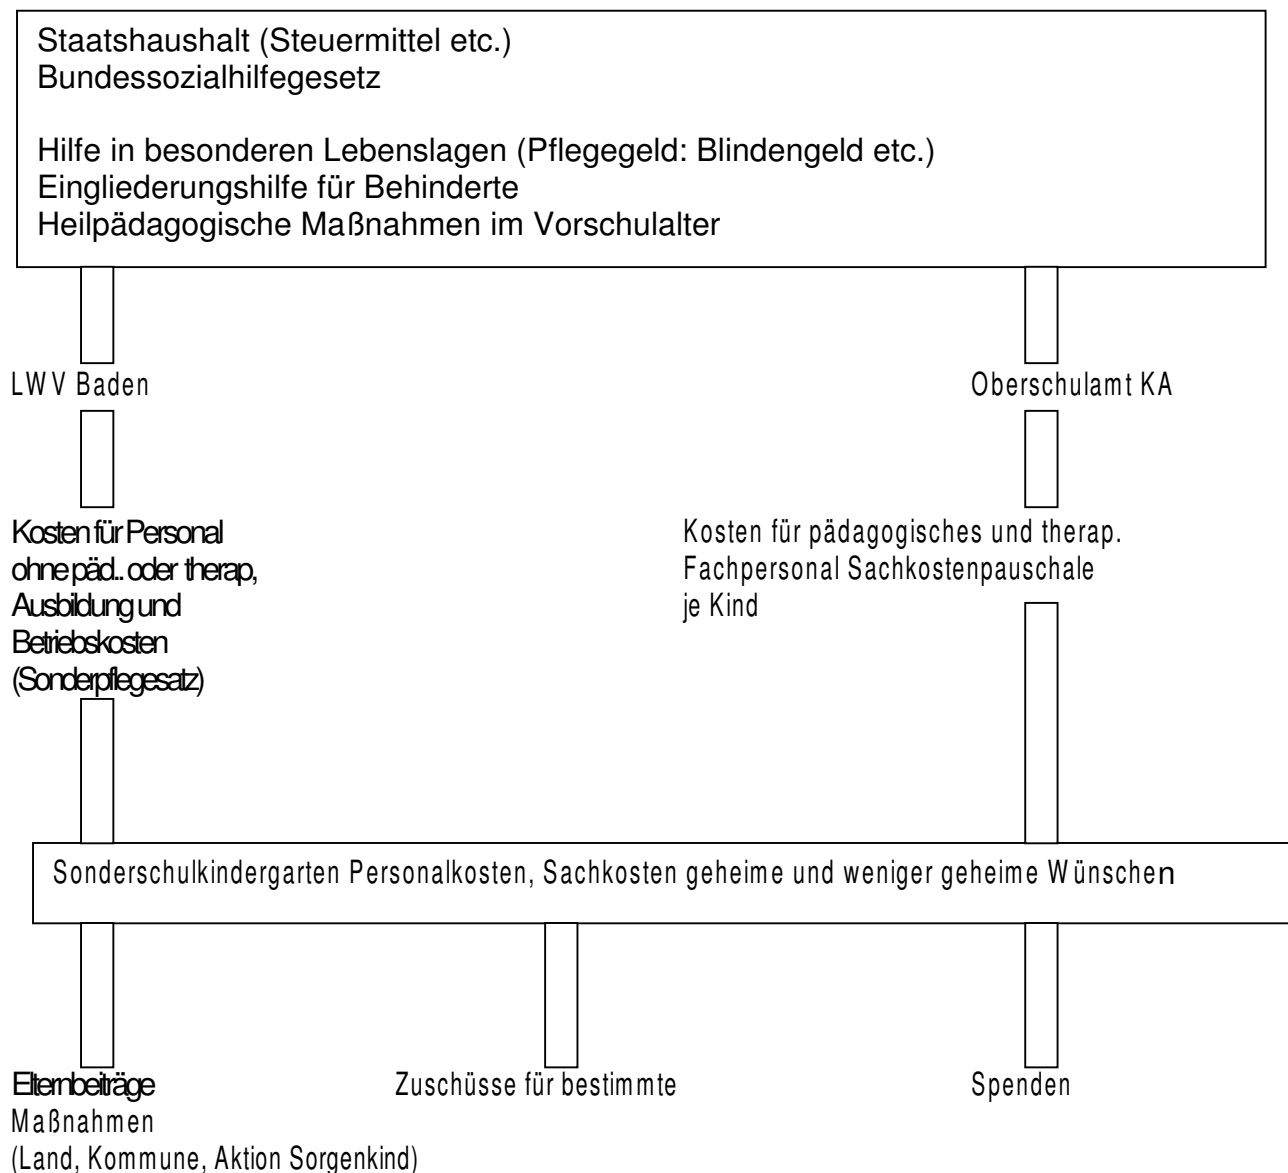 Staatshaushalt (Steuermittel etc.)
Bundessozialhilfegesetz
Hilfe in besonderen Lebenslagen (Pflegegeld: Blindengeld etc.)
Eingliederungshilfe für Behinderte
Heilpädagogische Maßnahmen im Vorschulalter
LWV Baden
Oberschulamt KA
Kosten für Personal
ohne päd.. oder therap,
Ausbildung und
Betriebskosten
(Sonderpflegesatz)
Kosten für pädagogisches und therap.
Fachpersonal Sachkostenpauschale
je Kind
Sonderschulkindergarten Personalkosten, Sachkosten geheime und weniger geheime Wünschen
Elternbeiträge
Zuschüsse für bestimmte
Spenden
Maßnahmen
(Land, Kommune, Aktion Sorgenkind)